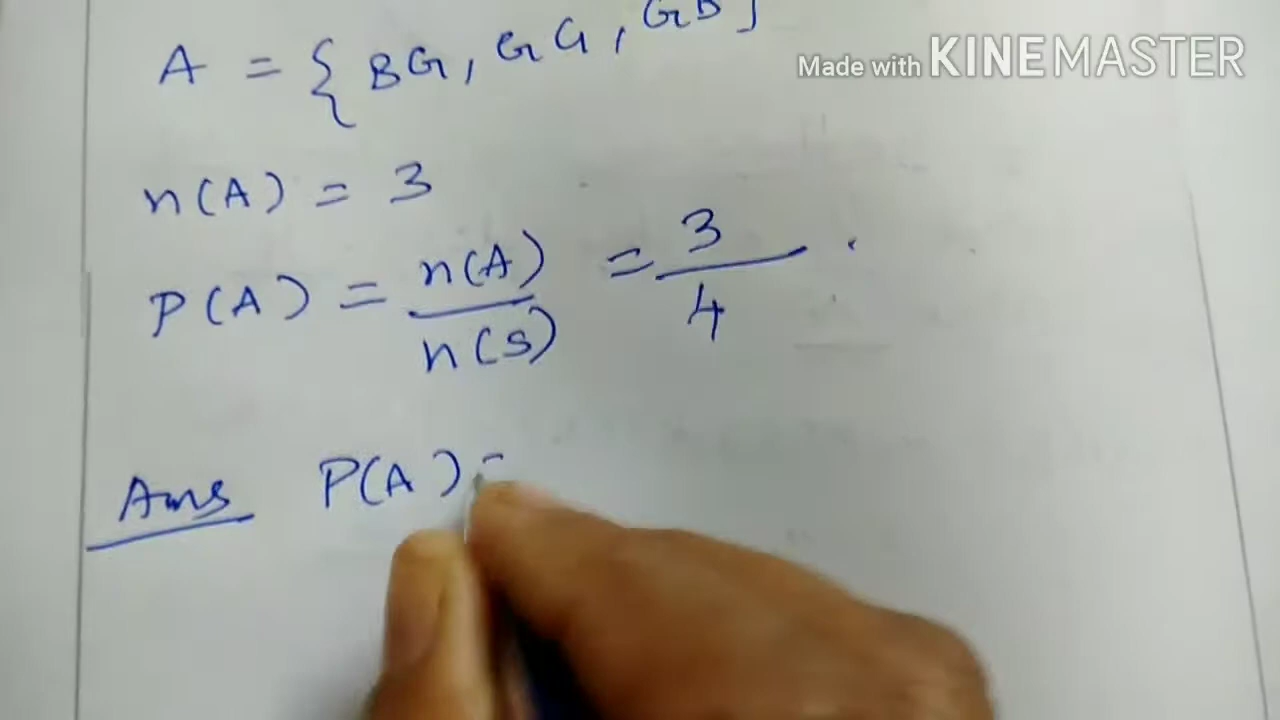 A = { BG, GG, GB }
Made with KINEMASTER
n(A) = 3
P(A) = n(A)/n(S) = 3/4 .
Ans P(A) =